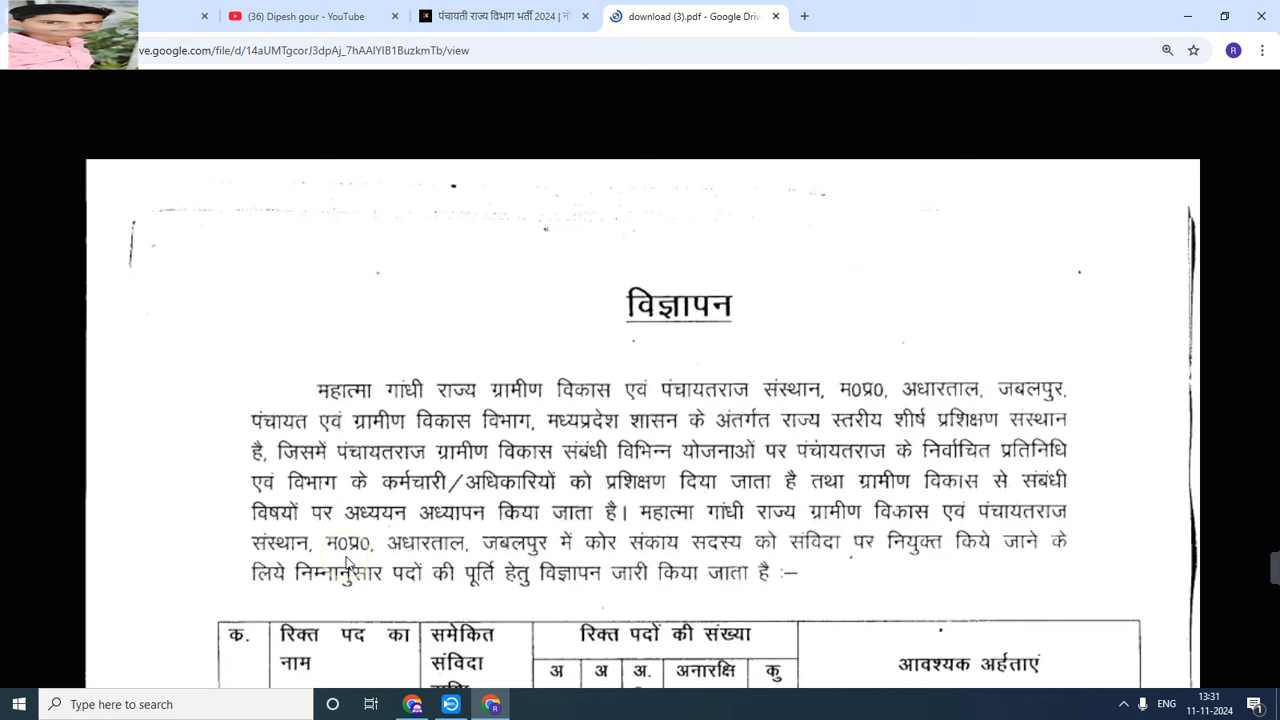 (36) Dipesh gour - YouTube
पंचायती राज्य विभाग भर्ती 2024 |
download (3).pdf - Google Driv
ve.google.com/file/d/14aUMTgcorJ3dpAj_7hAAlYIB1BuzkmTb/view
R
विज्ञापन
महात्मा गांधी राज्य ग्रामीण विकास एवं पंचायतराज संस्थान, म0प्र0, अधारताल, जबलपुर,
पंचायत एवं ग्रामीण विकास विभाग, मध्यप्रदेश शासन के अंतर्गत राज्य स्तरीय शीर्ष प्रशिक्षण संस्थान
है, जिसमें पंचायतराज ग्रामीण विकास संबंधी विभिन्न योजनाओं पर पंचायतराज के निर्वाचित प्रतिनिधि
एवं विभाग के कर्मचारी/अधिकारियों को प्रशिक्षण दिया जाता है तथा ग्रामीण विकास से संबंधी
विषयों पर अध्ययन अध्यापन किया जाता है। महात्मा गांधी राज्य ग्रामीण विकास एवं पंचायतराज
संस्थान, म0प्र0, अधारताल, जबलपुर में कोर संकाय सदस्य को संविदा पर नियुक्त किये जाने के
लिये निम्नानुसार पदों की पूर्ति हेतु विज्ञापन जारी किया जाता है :–
क. रिक्त पद का समेकित रिक्त पदों की संख्या
नाम संविदा अ अ अ. अनारक्षि कु आवश्यक अर्हताएं
Type here to search
ENG
13:31
11-11-2024